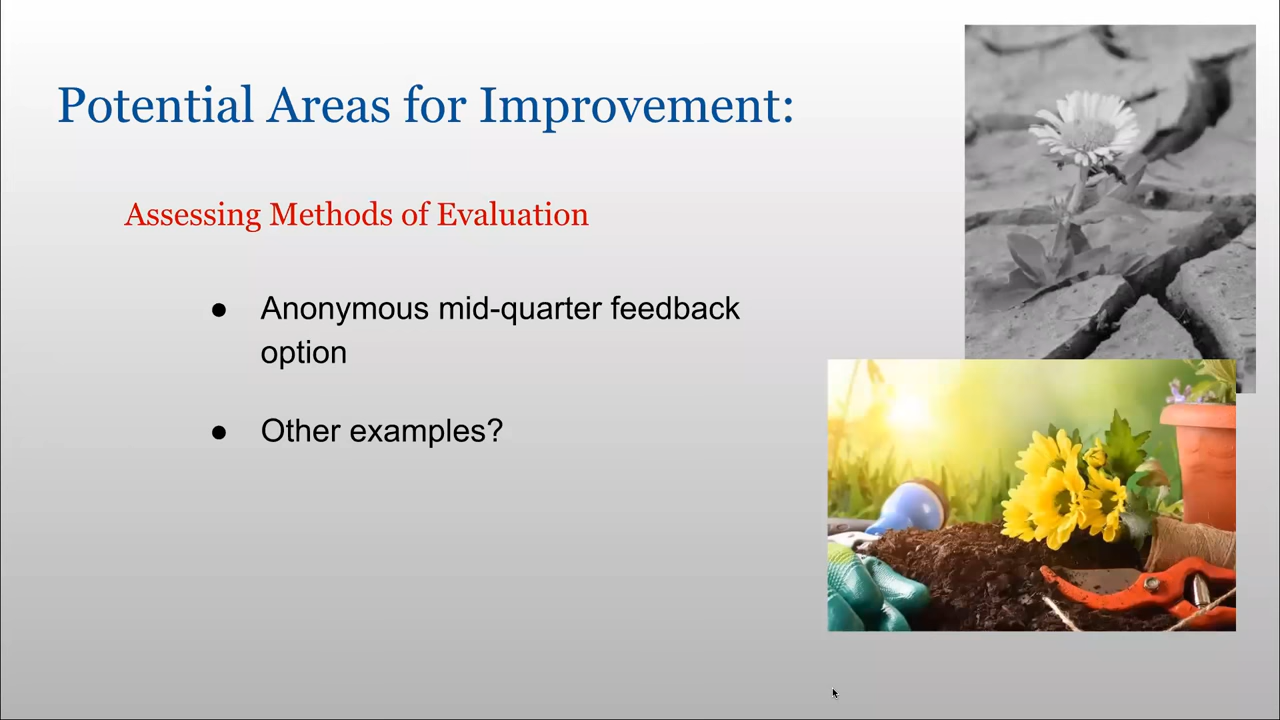 Potential Areas for Improvement:
Assessing Methods of Evaluation
● Anonymous mid-quarter feedback
option
● Other examples?